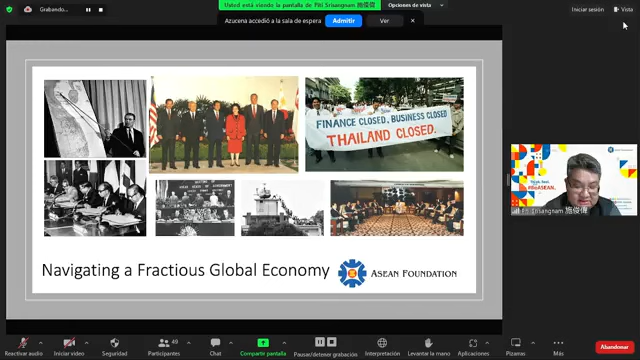 Grabando...
Usted está viendo la pantalla de Piti Srisangnam 施俊偉
Opciones de vista
Iniciar sesión
Vista
Azucena accedió a la sala de espera
Admitir
Ver
FINANCE CLOSED, BUSINESS CLOSED
THAILAND CLOSED.
Navigating a Fractious Global Economy
ASEAN FOUNDATION
#BeASEAN.
Piti Srisangnam 施俊偉
Reactivar audio
Iniciar video
Seguridad
49
Participantes
Chat
Compartir pantalla
Pausar/detener grabación
Interpretación
Levantar la mano
Aplicaciones
Pizarras
Más
Abandonar